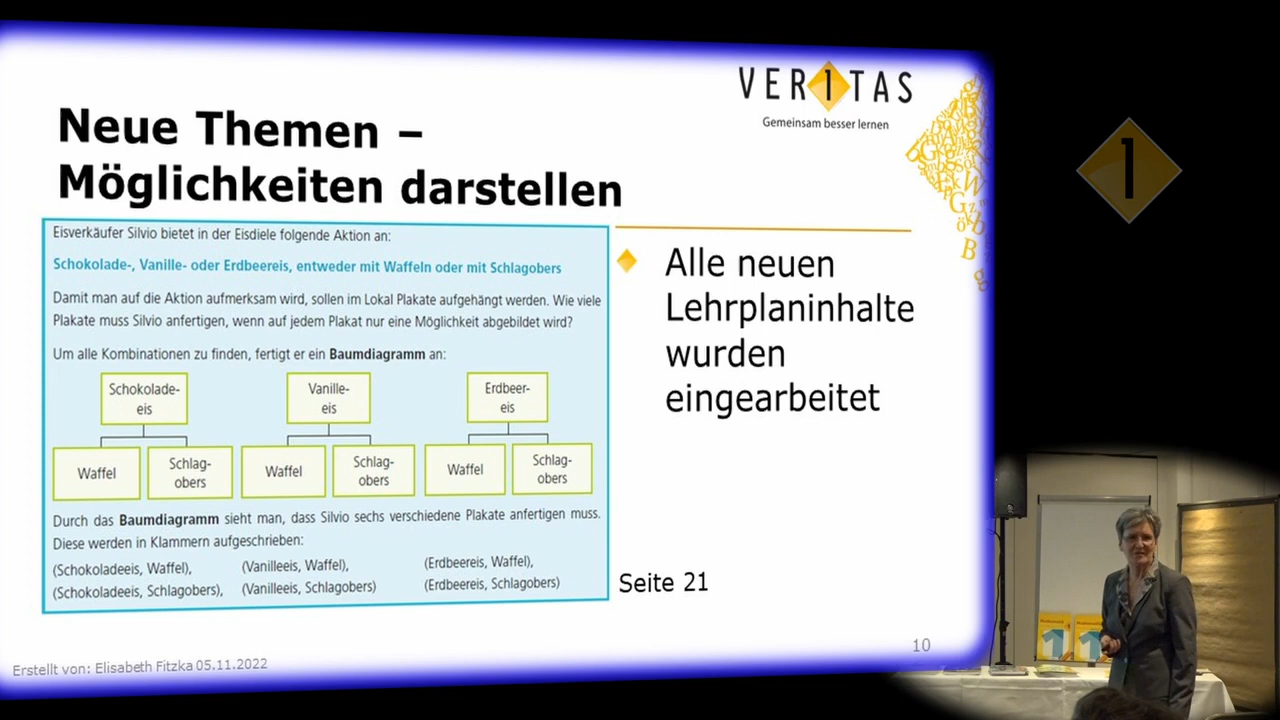 VER1TAS
Gemeinsam besser lernen
Neue Themen –
Möglichkeiten darstellen
Eisverkäufer Silvio bietet in der Eisdiele folgende Aktion an:
Schokolade-, Vanille- oder Erdbeereis, entweder mit Waffeln oder mit Schlagobers
Damit man auf die Aktion aufmerksam wird, sollen im Lokal Plakate aufgehängt werden. Wie viele
Plakate muss Silvio anfertigen, wenn auf jedem Plakat nur eine Möglichkeit abgebildet wird?
Um alle Kombinationen zu finden, fertigt er ein Baumdiagramm an:
Schokolade-
eis
Vanille-
eis
Erdbeer-
eis
Waffel
Schlag-
obers
Waffel
Schlag-
obers
Waffel
Schlag-
obers
Durch das Baumdiagramm sieht man, dass Silvio sechs verschiedene Plakate anfertigen muss.
Diese werden in Klammern aufgeschrieben:
(Schokoladeeis, Waffel), (Vanilleeis, Waffel), (Erdbeereis, Waffel),
(Schokoladeeis, Schlagobers), (Vanilleeis, Schlagobers) (Erdbeereis, Schlagobers)
Alle neuen
Lehrplaninhalte
wurden
eingearbeitet
Seite 21
Erstellt von: Elisabeth Fitzka 05.11.2022
10
1